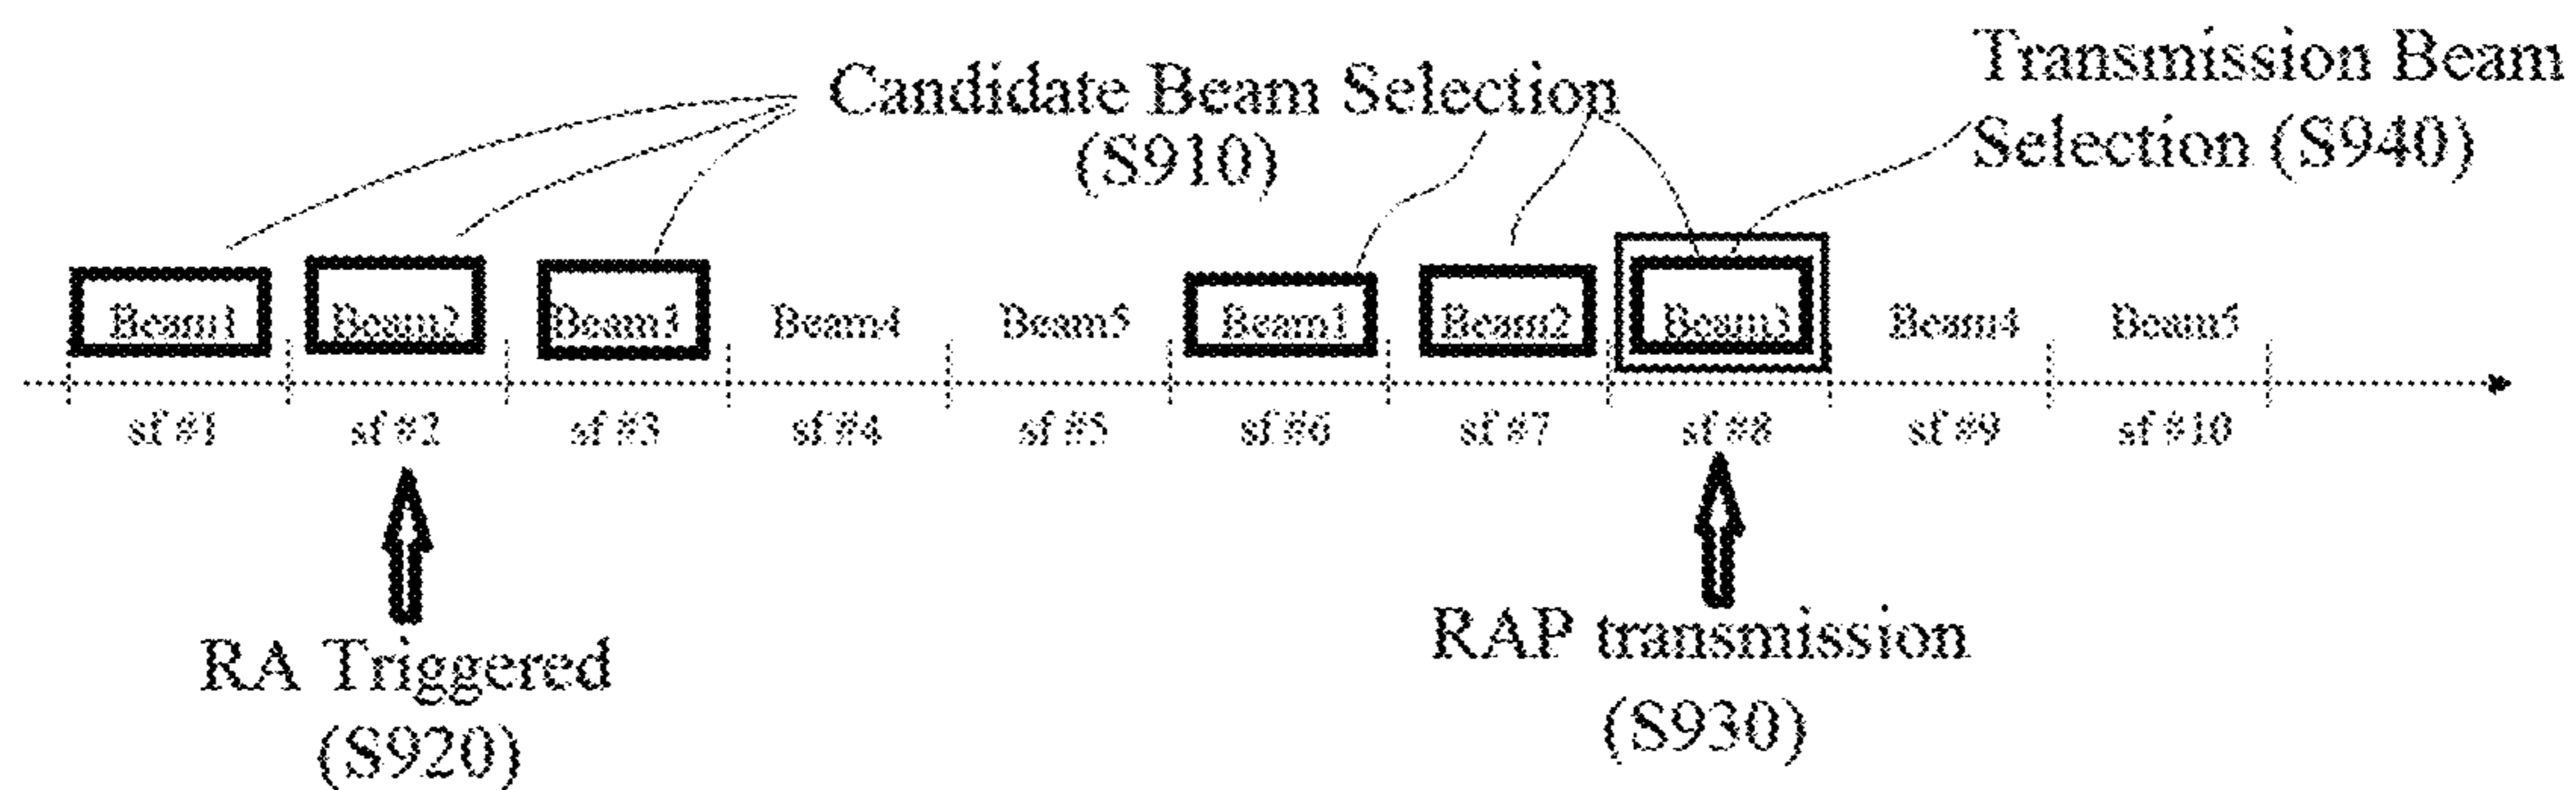 Candidate Beam Selection
(S910)
Transmission Beam
Selection (S940)
Beam1 Beam2 Beam3 Beam4 Beam5 Beam1 Beam2 Beam3 Beam4 Beam5
sf #1 sf #2 sf #3 sf #4 sf #5 sf #6 sf #7 sf #8 sf #9 sf #10
RA Triggered
(S920)
RAP transmission
(S930)